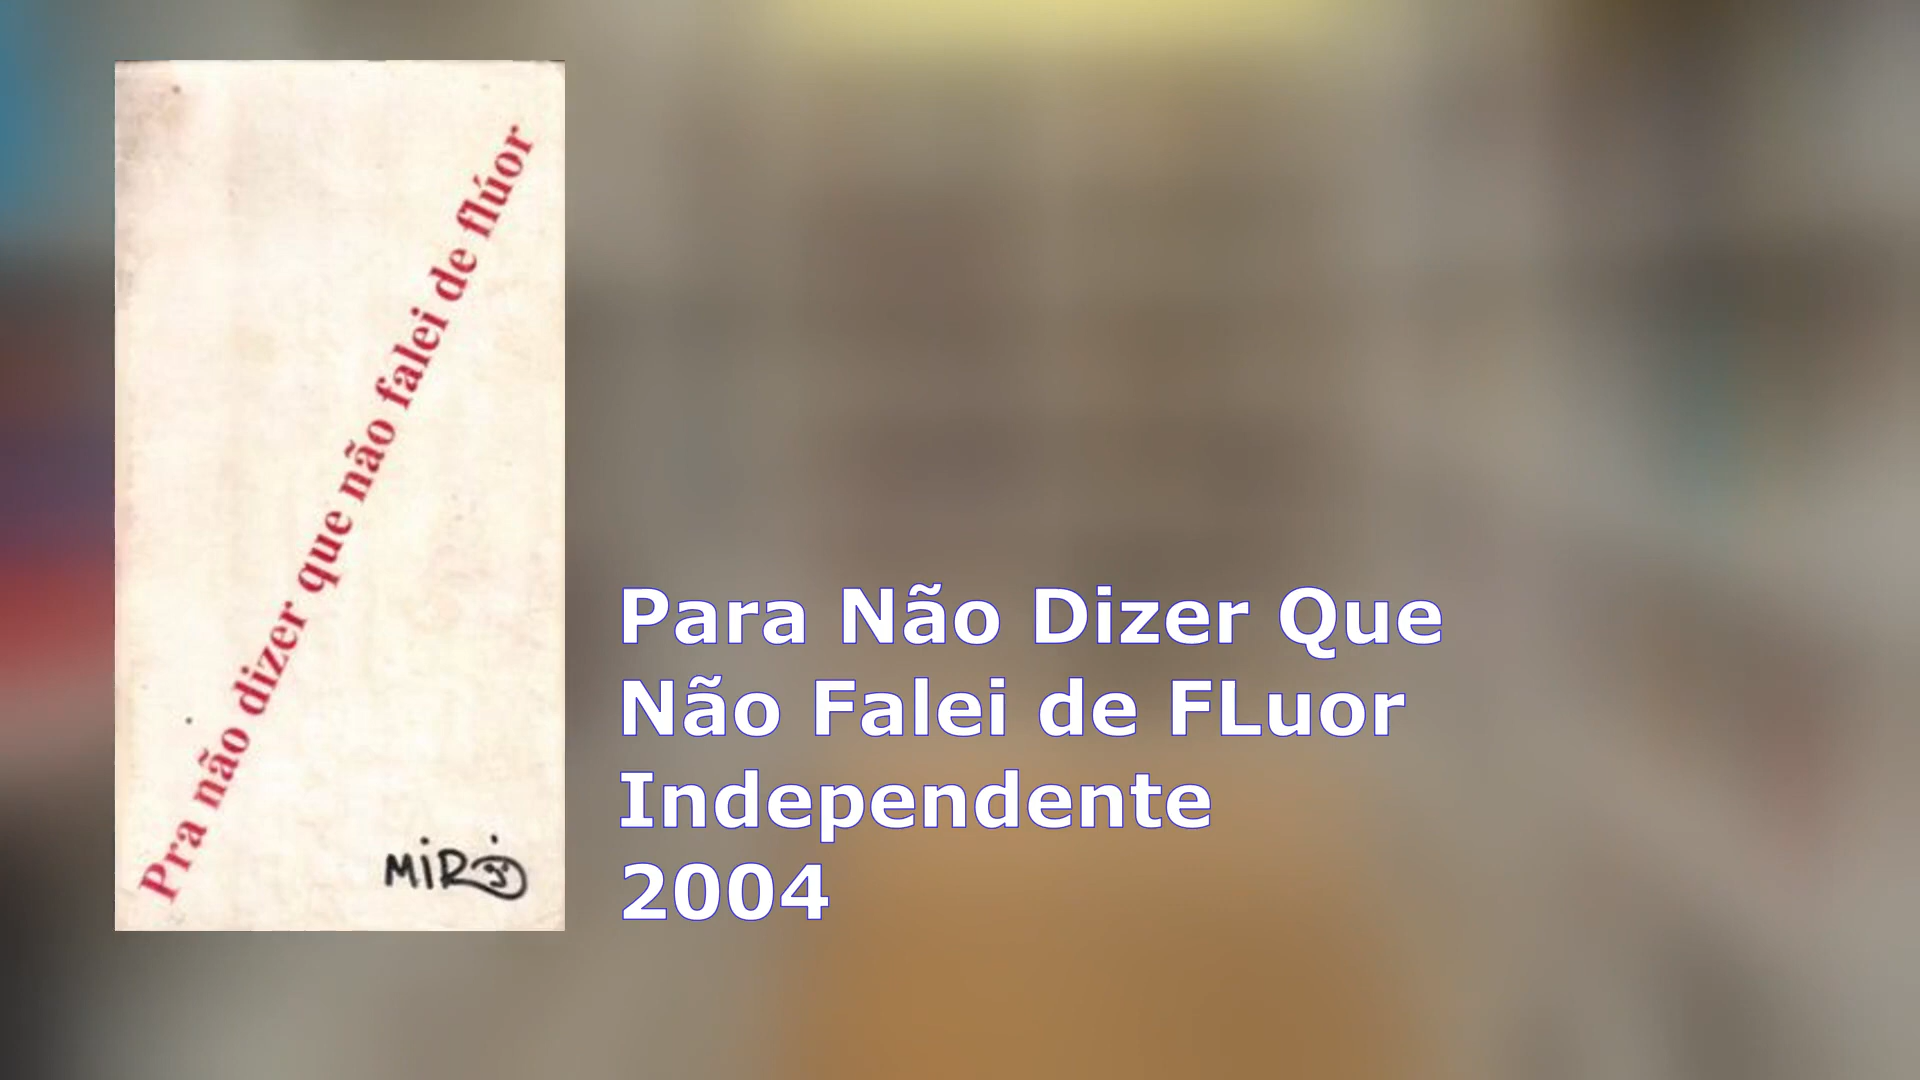 Pra não dizer que não falei de flúor
MiRó
Para Não Dizer Que
Não Falei de FLuor
Independente
2004